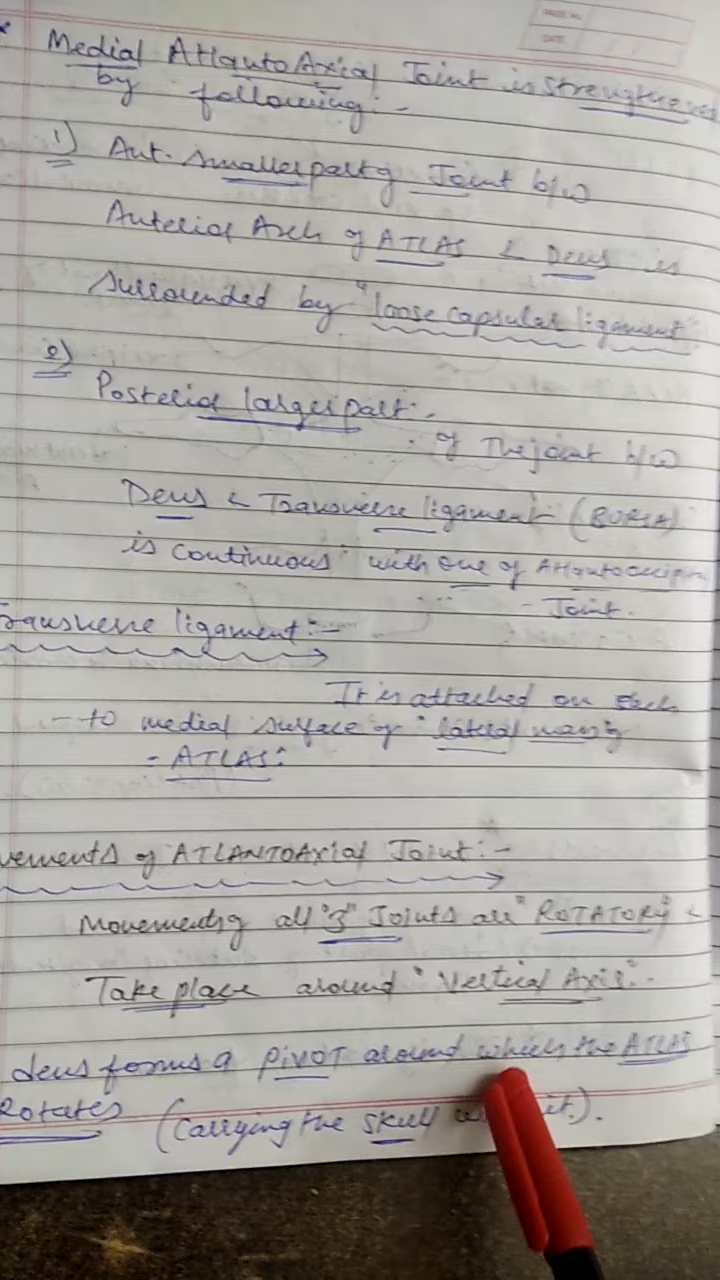 PAGE No.
DATE
Medial AtlantoAxial Joint is strengthened
by following:-
1) Ant. smaller part of Joint b/w
Anterior Arch of ATLAS & Dens is
surrounded by "loose capsular ligament
2)
Posterior larger part:-
of the joint b/w
Dens & Transverse ligament (BURSA)
is continuous with one of Atlantooccipital
- Joint.
Transverse ligament:-
It is attached on each
- to medial surface of "lateral mass of
- ATLAS:
vements of ATLANTOAxial Joint:-
Movements of all "3" Joints are "ROTATORY" &
Take place around "Vertical Axis".
dens forms a PIVOT around which the ATLAS
Rotates (Carrying the skull it).